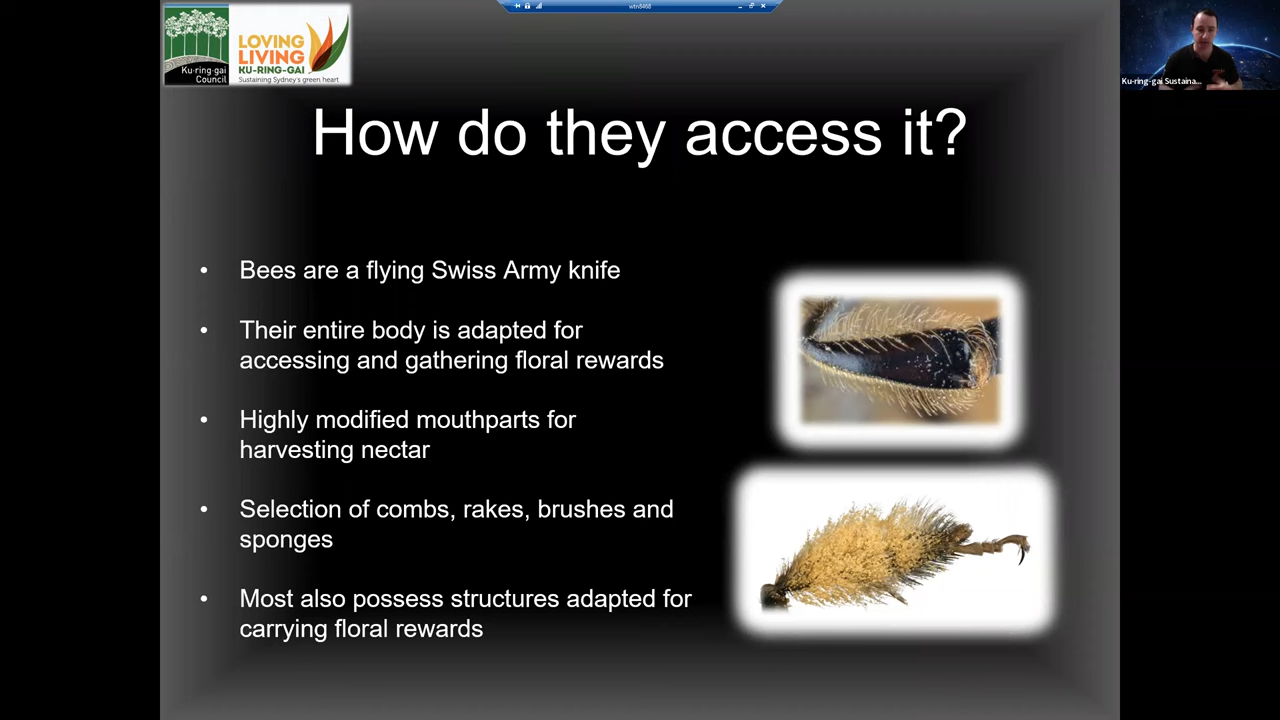 wtn8468
Ku-ring-gai
Council
LOVING
LIVING
KU-RING-GAI
Sustaining Sydney's green heart
Ku-ring-gai Sustaina...
How do they access it?
• Bees are a flying Swiss Army knife
• Their entire body is adapted for
accessing and gathering floral rewards
• Highly modified mouthparts for
harvesting nectar
• Selection of combs, rakes, brushes and
sponges
• Most also possess structures adapted for
carrying floral rewards